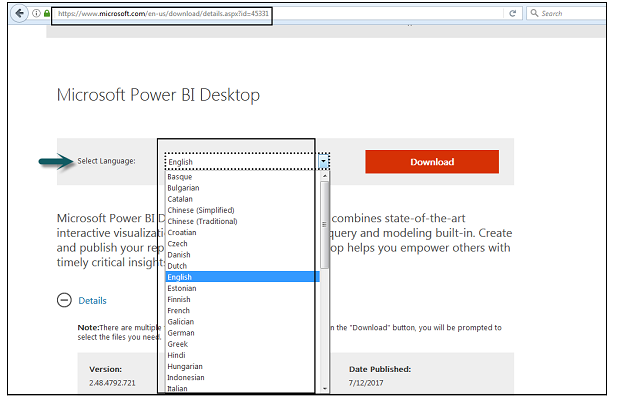 https://www.microsoft.com/en-us/download/details.aspx?id=45331
Search
Microsoft Power BI Desktop
Select Language:
English
Download
Basque
Bulgarian
Catalan
Chinese (Simplified)
Chinese (Traditional)
Croatian
Czech
Danish
Dutch
English
Estonian
Finnish
French
Galician
German
Greek
Hindi
Hungarian
Indonesian
Italian
Microsoft Power BI D combines state-of-the-art
interactive visualizati query and modeling built-in. Create
and publish your rep op helps you empower others with
timely critical insight
Details
Note:There are multiple n the "Download" button, you will be prompted to
select the files you need.
Version:
2.48.4792.721
Date Published:
7/12/2017